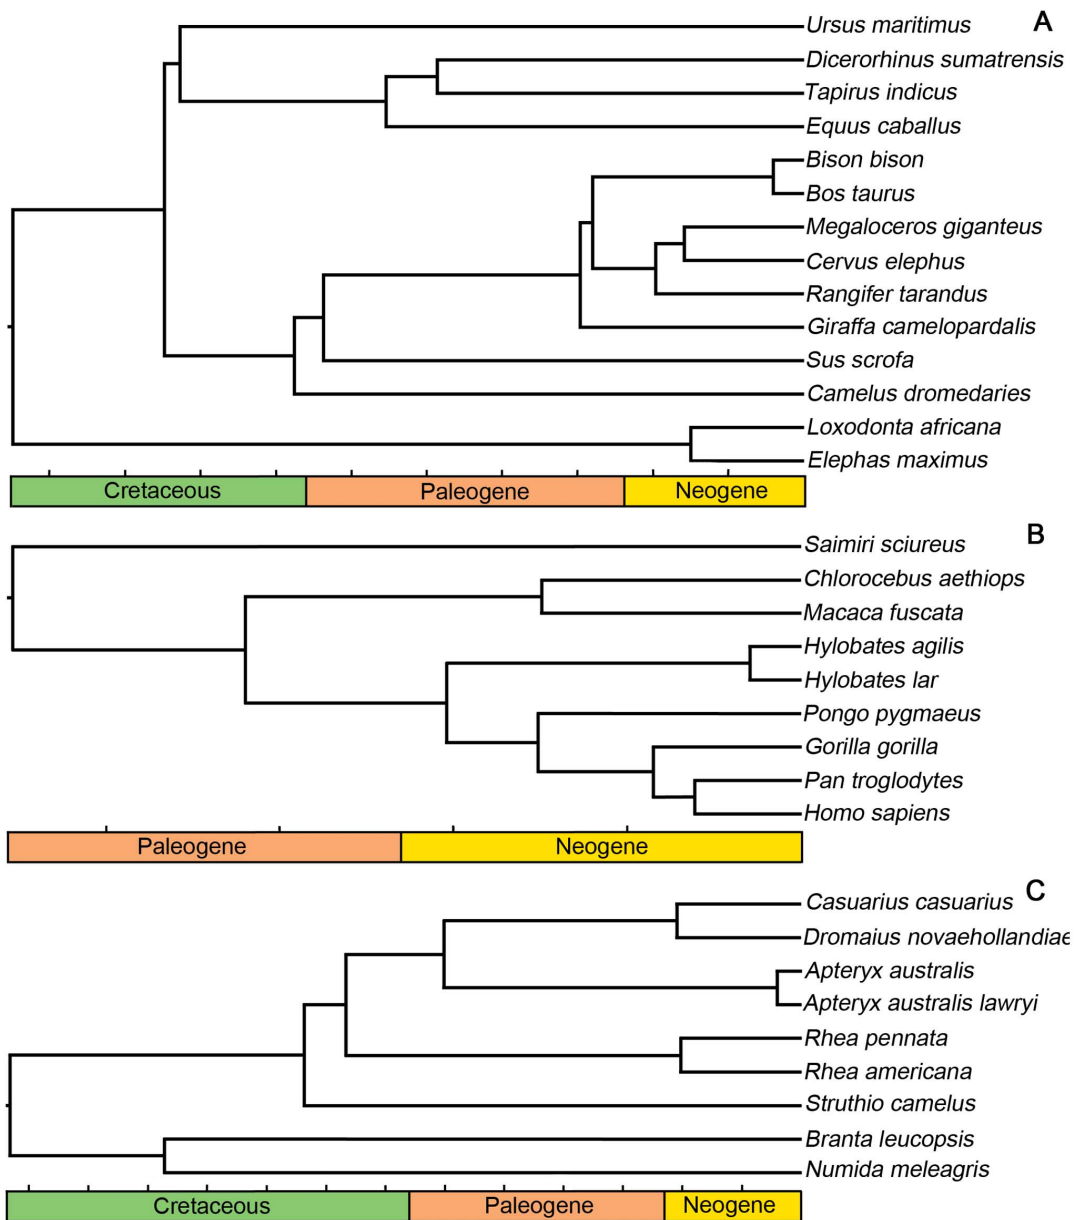 A
Ursus maritimus
Dicerorhinus sumatrensis
Tapirus indicus
Equus caballus
Bison bison
Bos taurus
Megaloceros giganteus
Cervus elephus
Rangifer tarandus
Giraffa camelopardalis
Sus scrofa
Camelus dromedaries
Loxodonta africana
Elephas maximus
Cretaceous Paleogene Neogene
B
Saimiri sciureus
Chlorocebus aethiops
Macaca fuscata
Hylobates agilis
Hylobates lar
Pongo pygmaeus
Gorilla gorilla
Pan troglodytes
Homo sapiens
Paleogene Neogene
C
Casuarius casuarius
Dromaius novaehollandiae
Apteryx australis
Apteryx australis lawryi
Rhea pennata
Rhea americana
Struthio camelus
Branta leucopsis
Numida meleagris
Cretaceous Paleogene Neogene